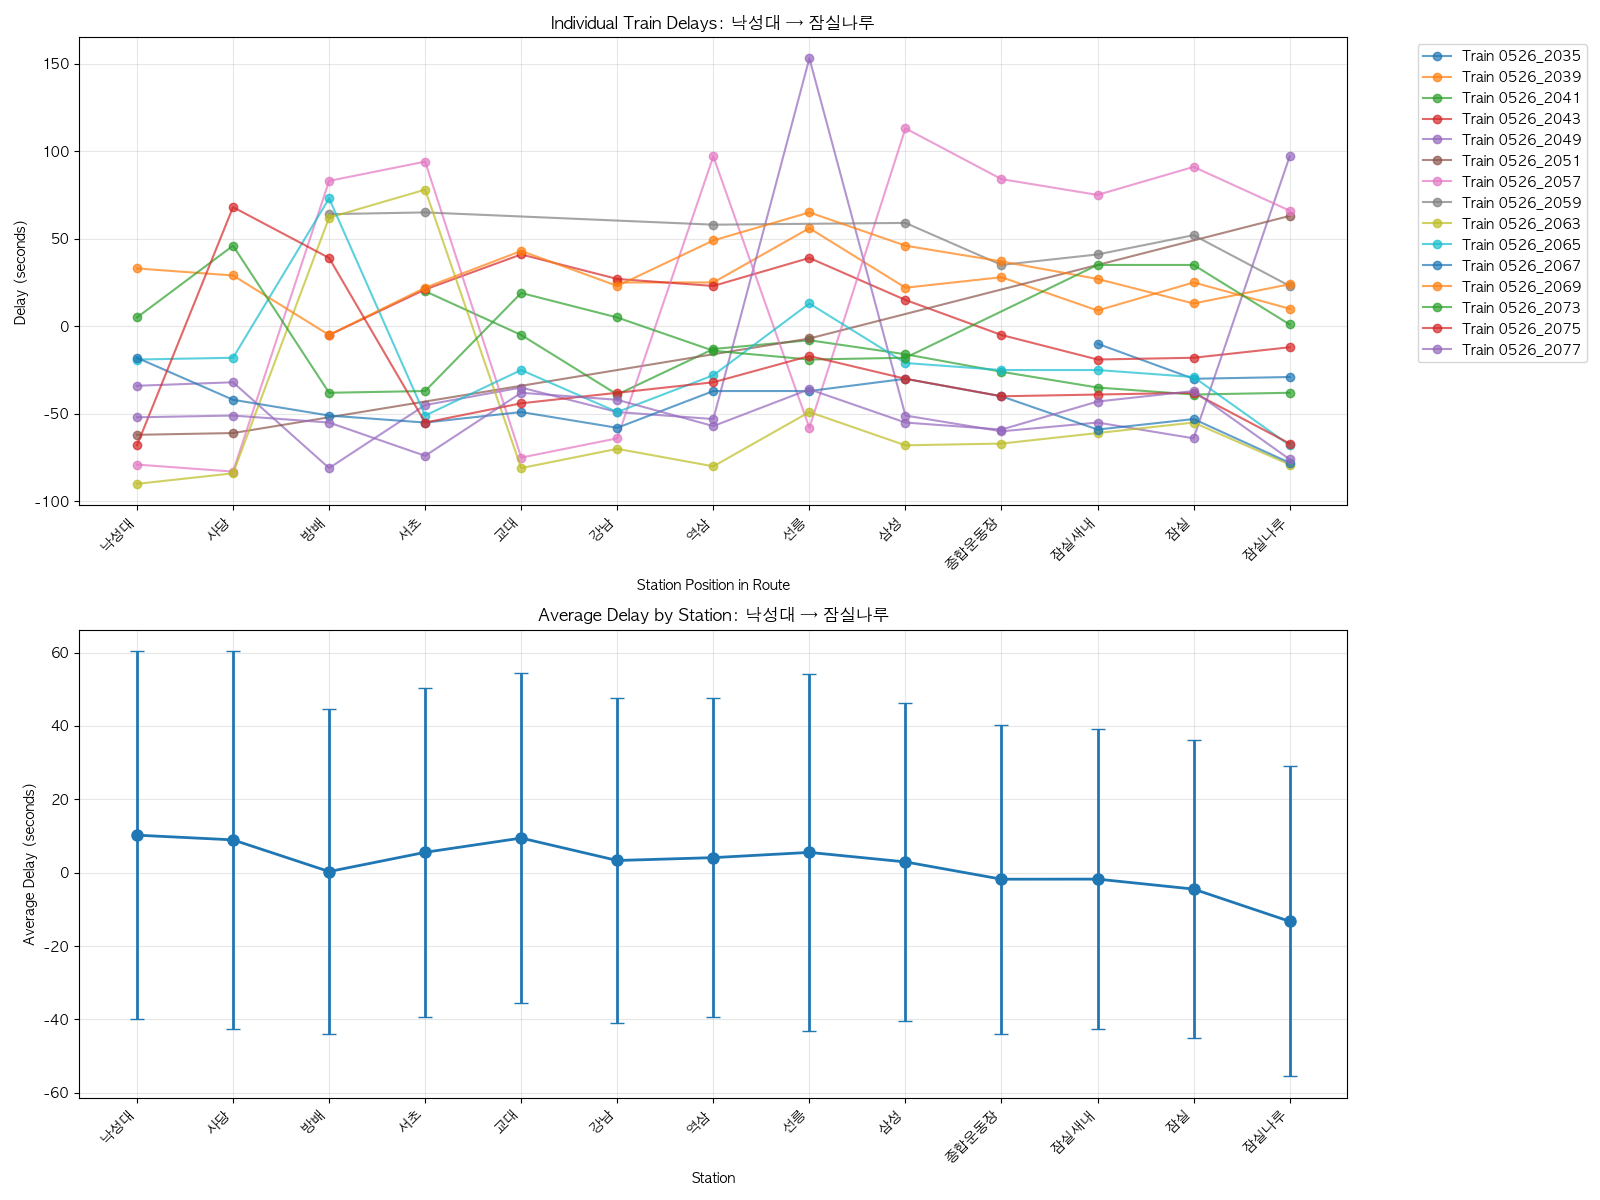 Individual Train Delays: 낙성대 → 잠실나루
Delay (seconds)
150
100
50
0
-50
-100
낙성대
사당
방배
서초
교대
강남
역삼
선릉
삼성
종합운동장
잠실새내
잠실
잠실나루
Station Position in Route
Train 0526_2035
Train 0526_2039
Train 0526_2041
Train 0526_2043
Train 0526_2049
Train 0526_2051
Train 0526_2057
Train 0526_2059
Train 0526_2063
Train 0526_2065
Train 0526_2067
Train 0526_2069
Train 0526_2073
Train 0526_2075
Train 0526_2077
Average Delay by Station: 낙성대 → 잠실나루
Average Delay (seconds)
60
40
20
0
-20
-40
-60
낙성대
사당
방배
서초
교대
강남
역삼
선릉
삼성
종합운동장
잠실새내
잠실
잠실나루
Station